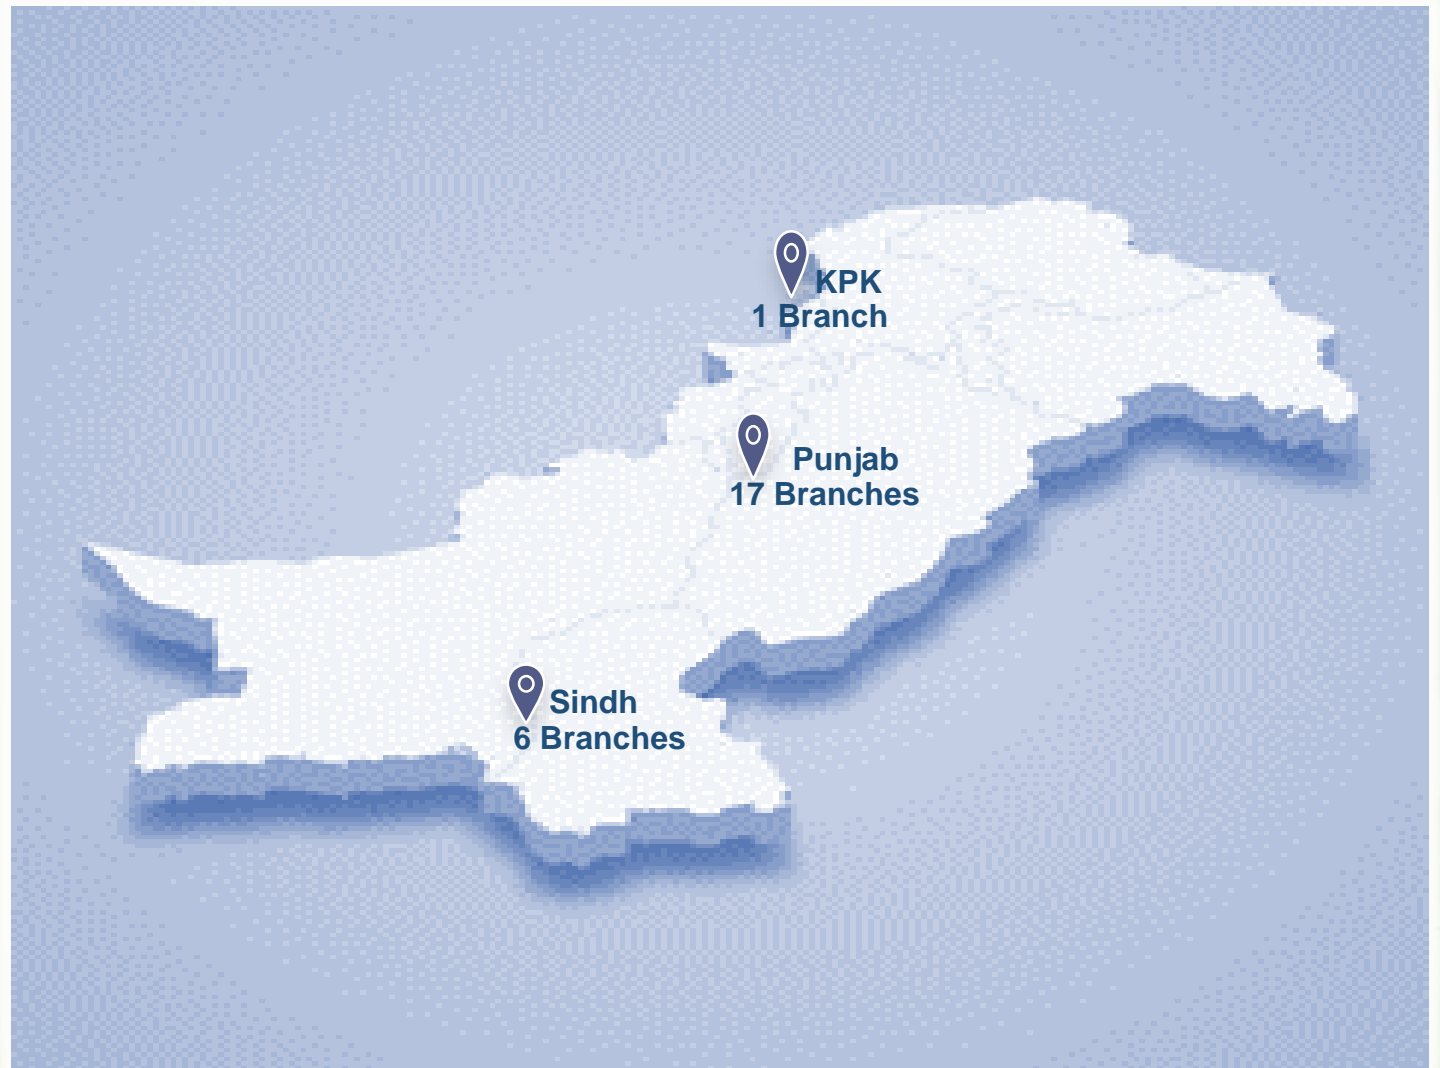 KPK
1 Branch
Punjab
17 Branches
Sindh
6 Branches